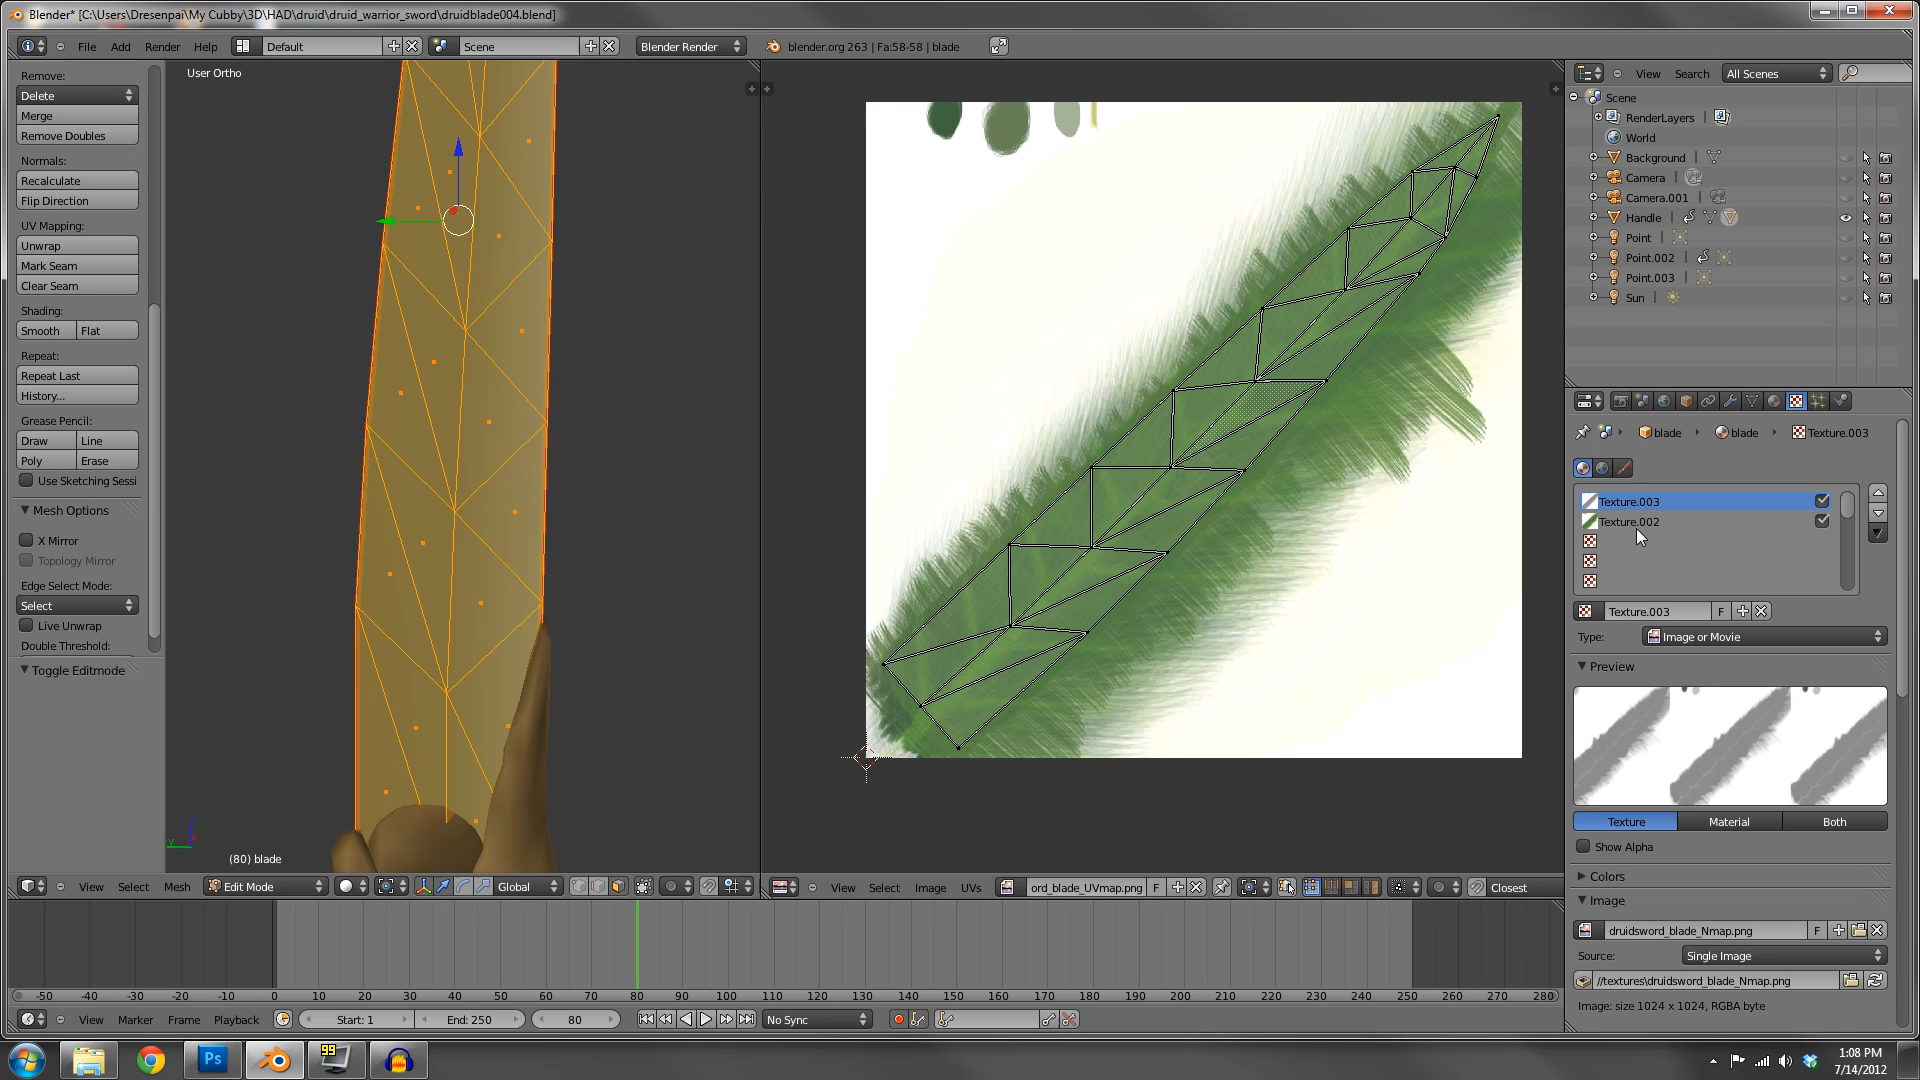 Blender* [C:\Users\Dresenpai\My Cubby\3D\HAD\druid\druid_warrior_sword\druidblade004.blend]
File Add Render Help Default Scene Blender Render blender.org 263 | Fa:58-58 | blade
Remove:
Delete
Merge
Remove Doubles
Normals:
Recalculate
Flip Direction
UV Mapping:
Unwrap
Mark Seam
Clear Seam
Shading:
Smooth Flat
Repeat:
Repeat Last
History...
Grease Pencil:
Draw Line
Poly Erase
Use Sketching Sessi
Mesh Options
X Mirror
Topology Mirror
Edge Select Mode:
Select
Live Unwrap
Double Threshold:
Toggle Editmode
User Ortho
y
(80) blade
View Select Mesh Edit Mode Global
View Select Image UVs ord_blade_UVmap.png F Closest
View Search All Scenes
Scene
RenderLayers |
World
Background |
Camera |
Camera.001 |
Handle |
Point |
Point.002 |
Point.003 |
Sun |
blade blade Texture.003
Texture.003
Texture.002
Texture.003 F
Type: Image or Movie
Preview
Texture Material Both
Show Alpha
Colors
Image
druidsword_blade_Nmap.png F
Source: Single Image
//textures\druidsword_blade_Nmap.png
Image: size 1024 x 1024, RGBA byte
-50 -40 -30 -20 -10 0 10 20 30 40 50 60 70 80 90 100 110 120 130 140 150 160 170 180 190 200 210 220 230 240 250 260 270 280
View Marker Frame Playback Start: 1 End: 250 80 No Sync
Ps
99
1:08 PM
7/14/2012